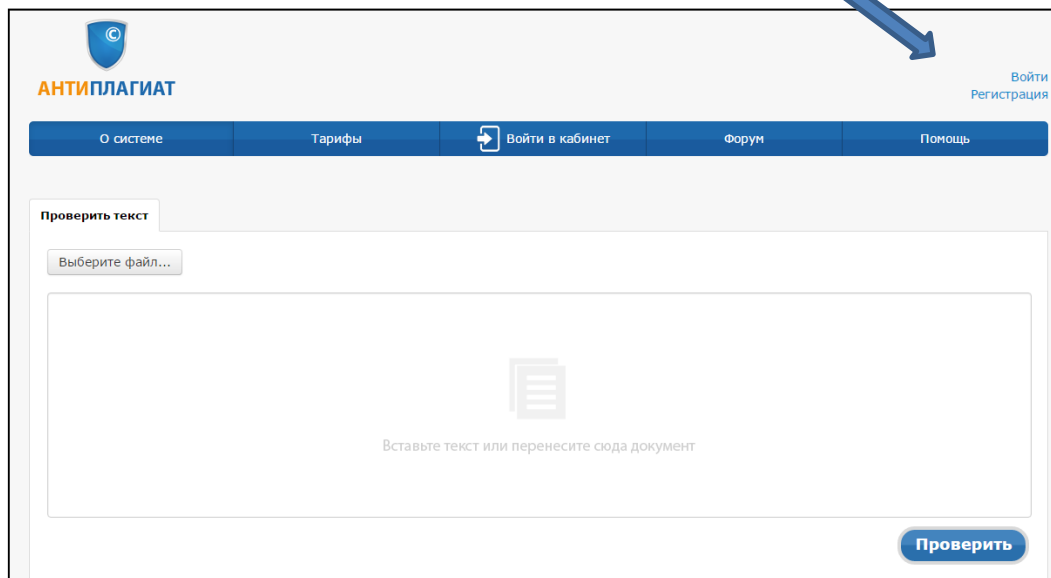 ©
АНТИПЛАГИАТ
Войти
Регистрация
О системе Тарифы Войти в кабинет Форум Помощь
Проверить текст
Выберите файл...
Вставьте текст или перенесите сюда документ
Проверить